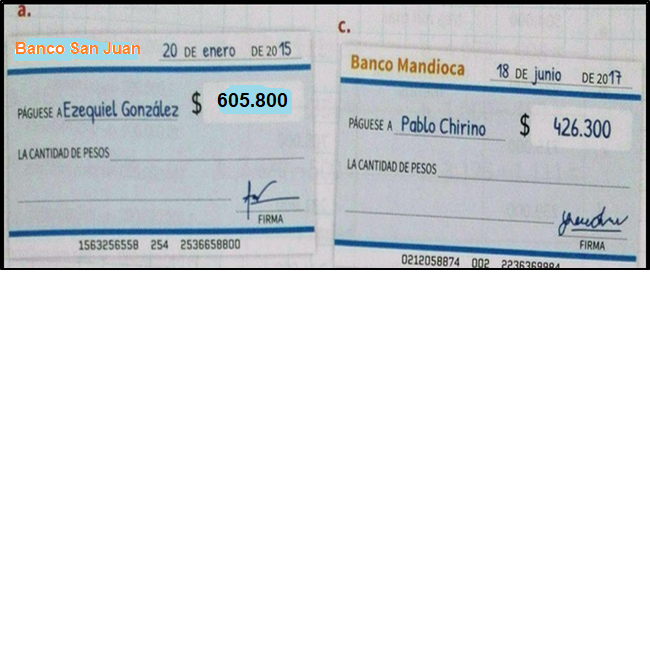 a.
Banco San Juan
20 DE enero DE 2015
PÁGUESE A Ezequiel González $ 605.800
LA CANTIDAD DE PESOS
FIRMA
1563256558 254 2536658800
c.
Banco Mandioca
18 DE junio DE 2017
PÁGUESE A Pablo Chirino $ 426.300
LA CANTIDAD DE PESOS
FIRMA
0212058874 002 2236369984